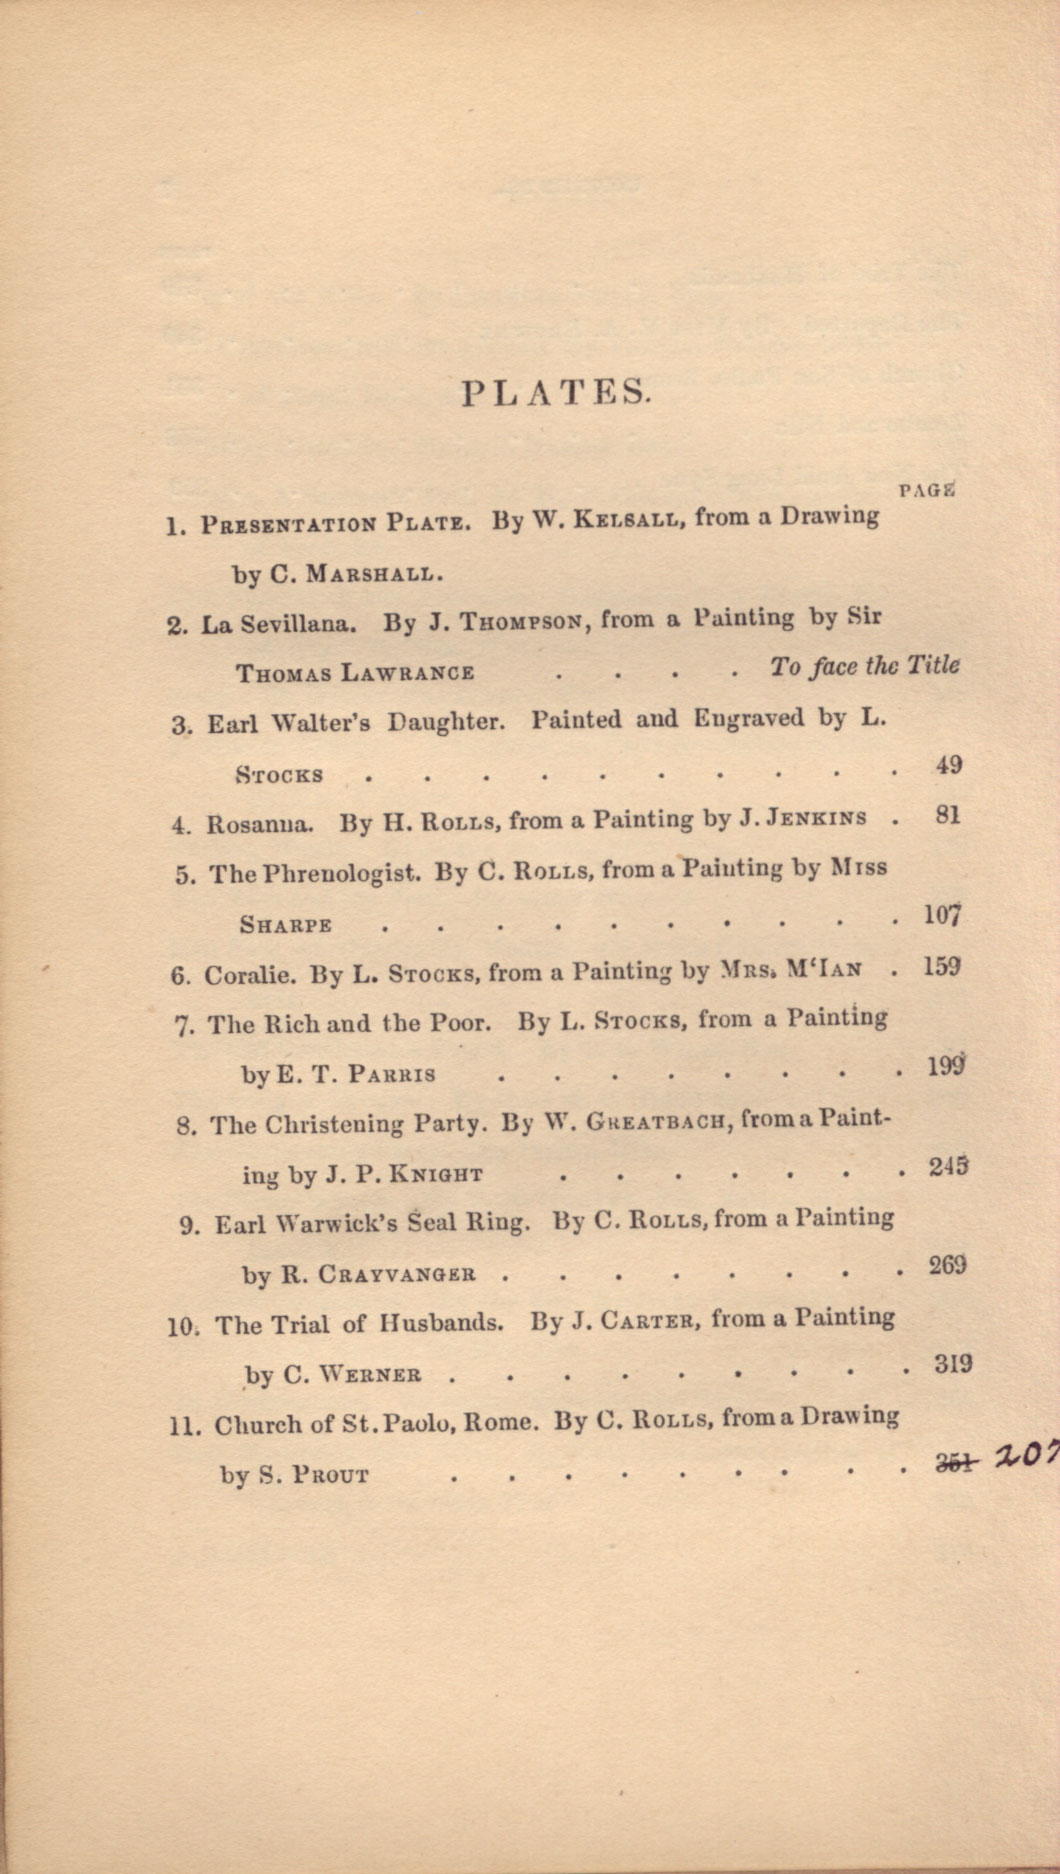 PLATES.
PAGE
1. PRESENTATION PLATE. By W. KELSALL, from a Drawing
by C. MARSHALL.
2. La Sevillana. By J. THOMPSON, from a Painting by Sir
THOMAS LAWRANCE . . . . To face the Title
3. Earl Walter's Daughter. Painted and Engraved by L.
STOCKS . . . . . . . . . . 49
4. Rosanna. By H. ROLLS, from a Painting by J. JENKINS . 81
5. The Phrenologist. By C. ROLLS, from a Painting by MISS
SHARPE . . . . . . . . . . 107
6. Coralie. By L. STOCKS, from a Painting by MRS. M'IAN . 159
7. The Rich and the Poor. By L. STOCKS, from a Painting
by E. T. PARRIS . . . . . . . . 199
8. The Christening Party. By W. GREATBACH, from a Paint-
ing by J. P. KNIGHT . . . . . . . 245
9. Earl Warwick's Seal Ring. By C. ROLLS, from a Painting
by R. CRAYVANGER . . . . . . . . 269
10. The Trial of Husbands. By J. CARTER, from a Painting
by C. WERNER . . . . . . . . . 319
11. Church of St. Paolo, Rome. By C. ROLLS, from a Drawing
by S. PROUT . . . . . . . . . 351 207